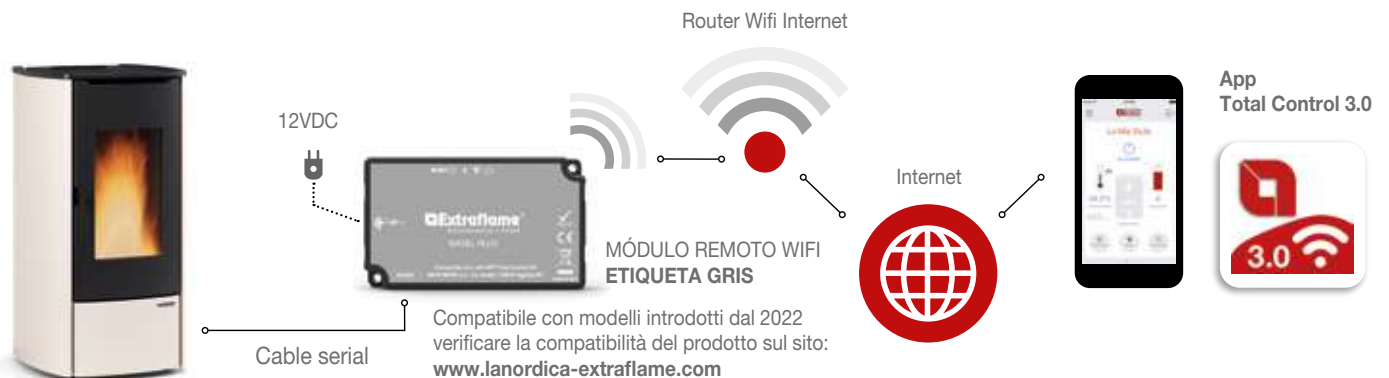 Router Wifi Internet
App
Total Control 3.0
12VDC
Extraflame
Internet
MÓDULO REMOTO WIFI
ETIQUETA GRIS
3.0
Compatibile con modelli introdotti dal 2022
verificare la compatibilità del prodotto sul sito:
www.lanordica-extraflame.com
Cable serial